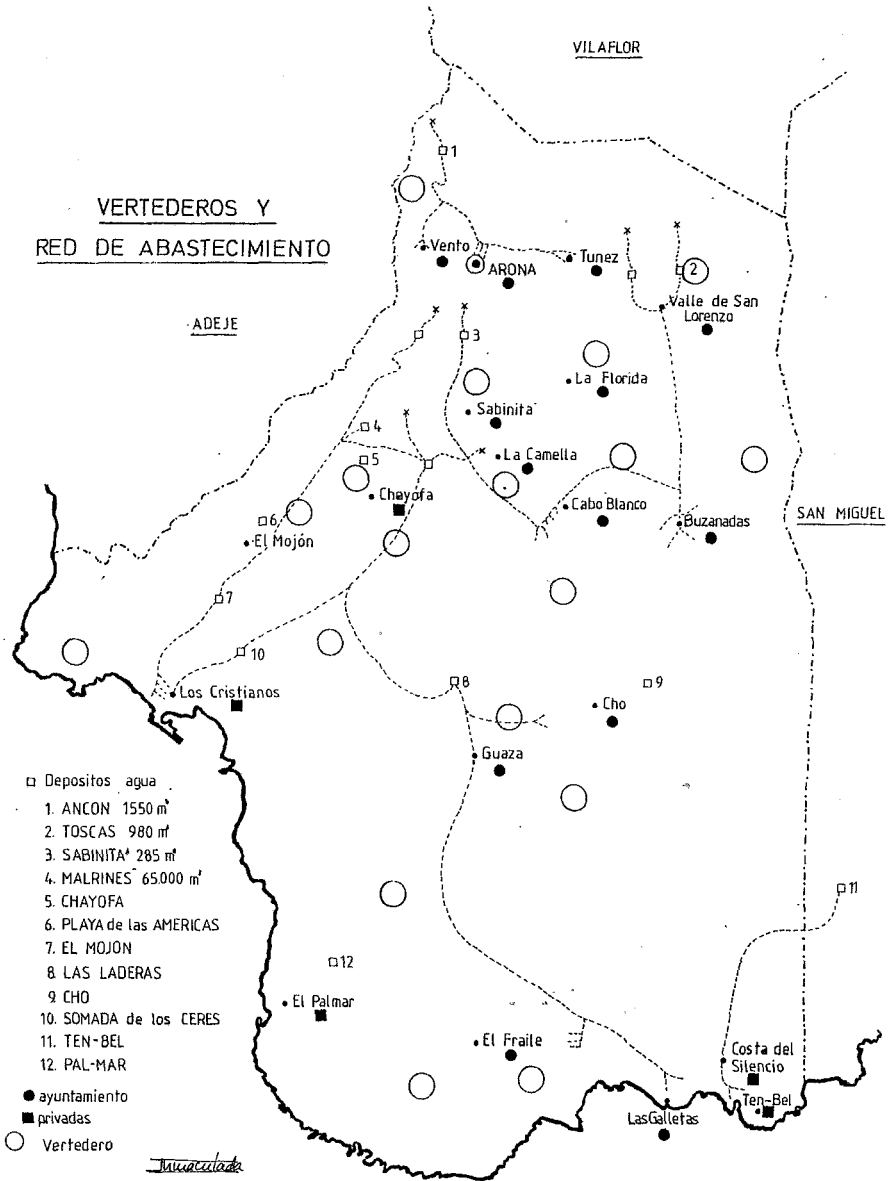 VILAFLOR
VERTEDEROS Y
RED DE ABASTECIMIENTO
ADEJE
SAN MIGUEL
1
Vento
ARONA
Tunez
2
Valle de San
Lorenzo
3
La Florida
Sabinita
4
La Camella
5
Chayofa
Cabo Blanco
6
El Mojón
Buzanadas
7
10
Los Cristianos
8
9
Cho
Guaza
11
12
El Palmar
El Fraile
Costa del
Silencio
Ten-Bel
Las Galletas
Depositos agua
1. ANCON 1550 m³
2. TOSCAS 980 m³
3. SABINITA 285 m³
4. MALRINES 65.000 m³
5. CHAYOFA
6. PLAYA de las AMERICAS
7. EL MOJON
8 LAS LADERAS
9 CHO
10. SOMADA de los CERES
11. TEN-BEL
12. PAL-MAR
ayuntamiento
privadas
Vertedero
Inmaculada